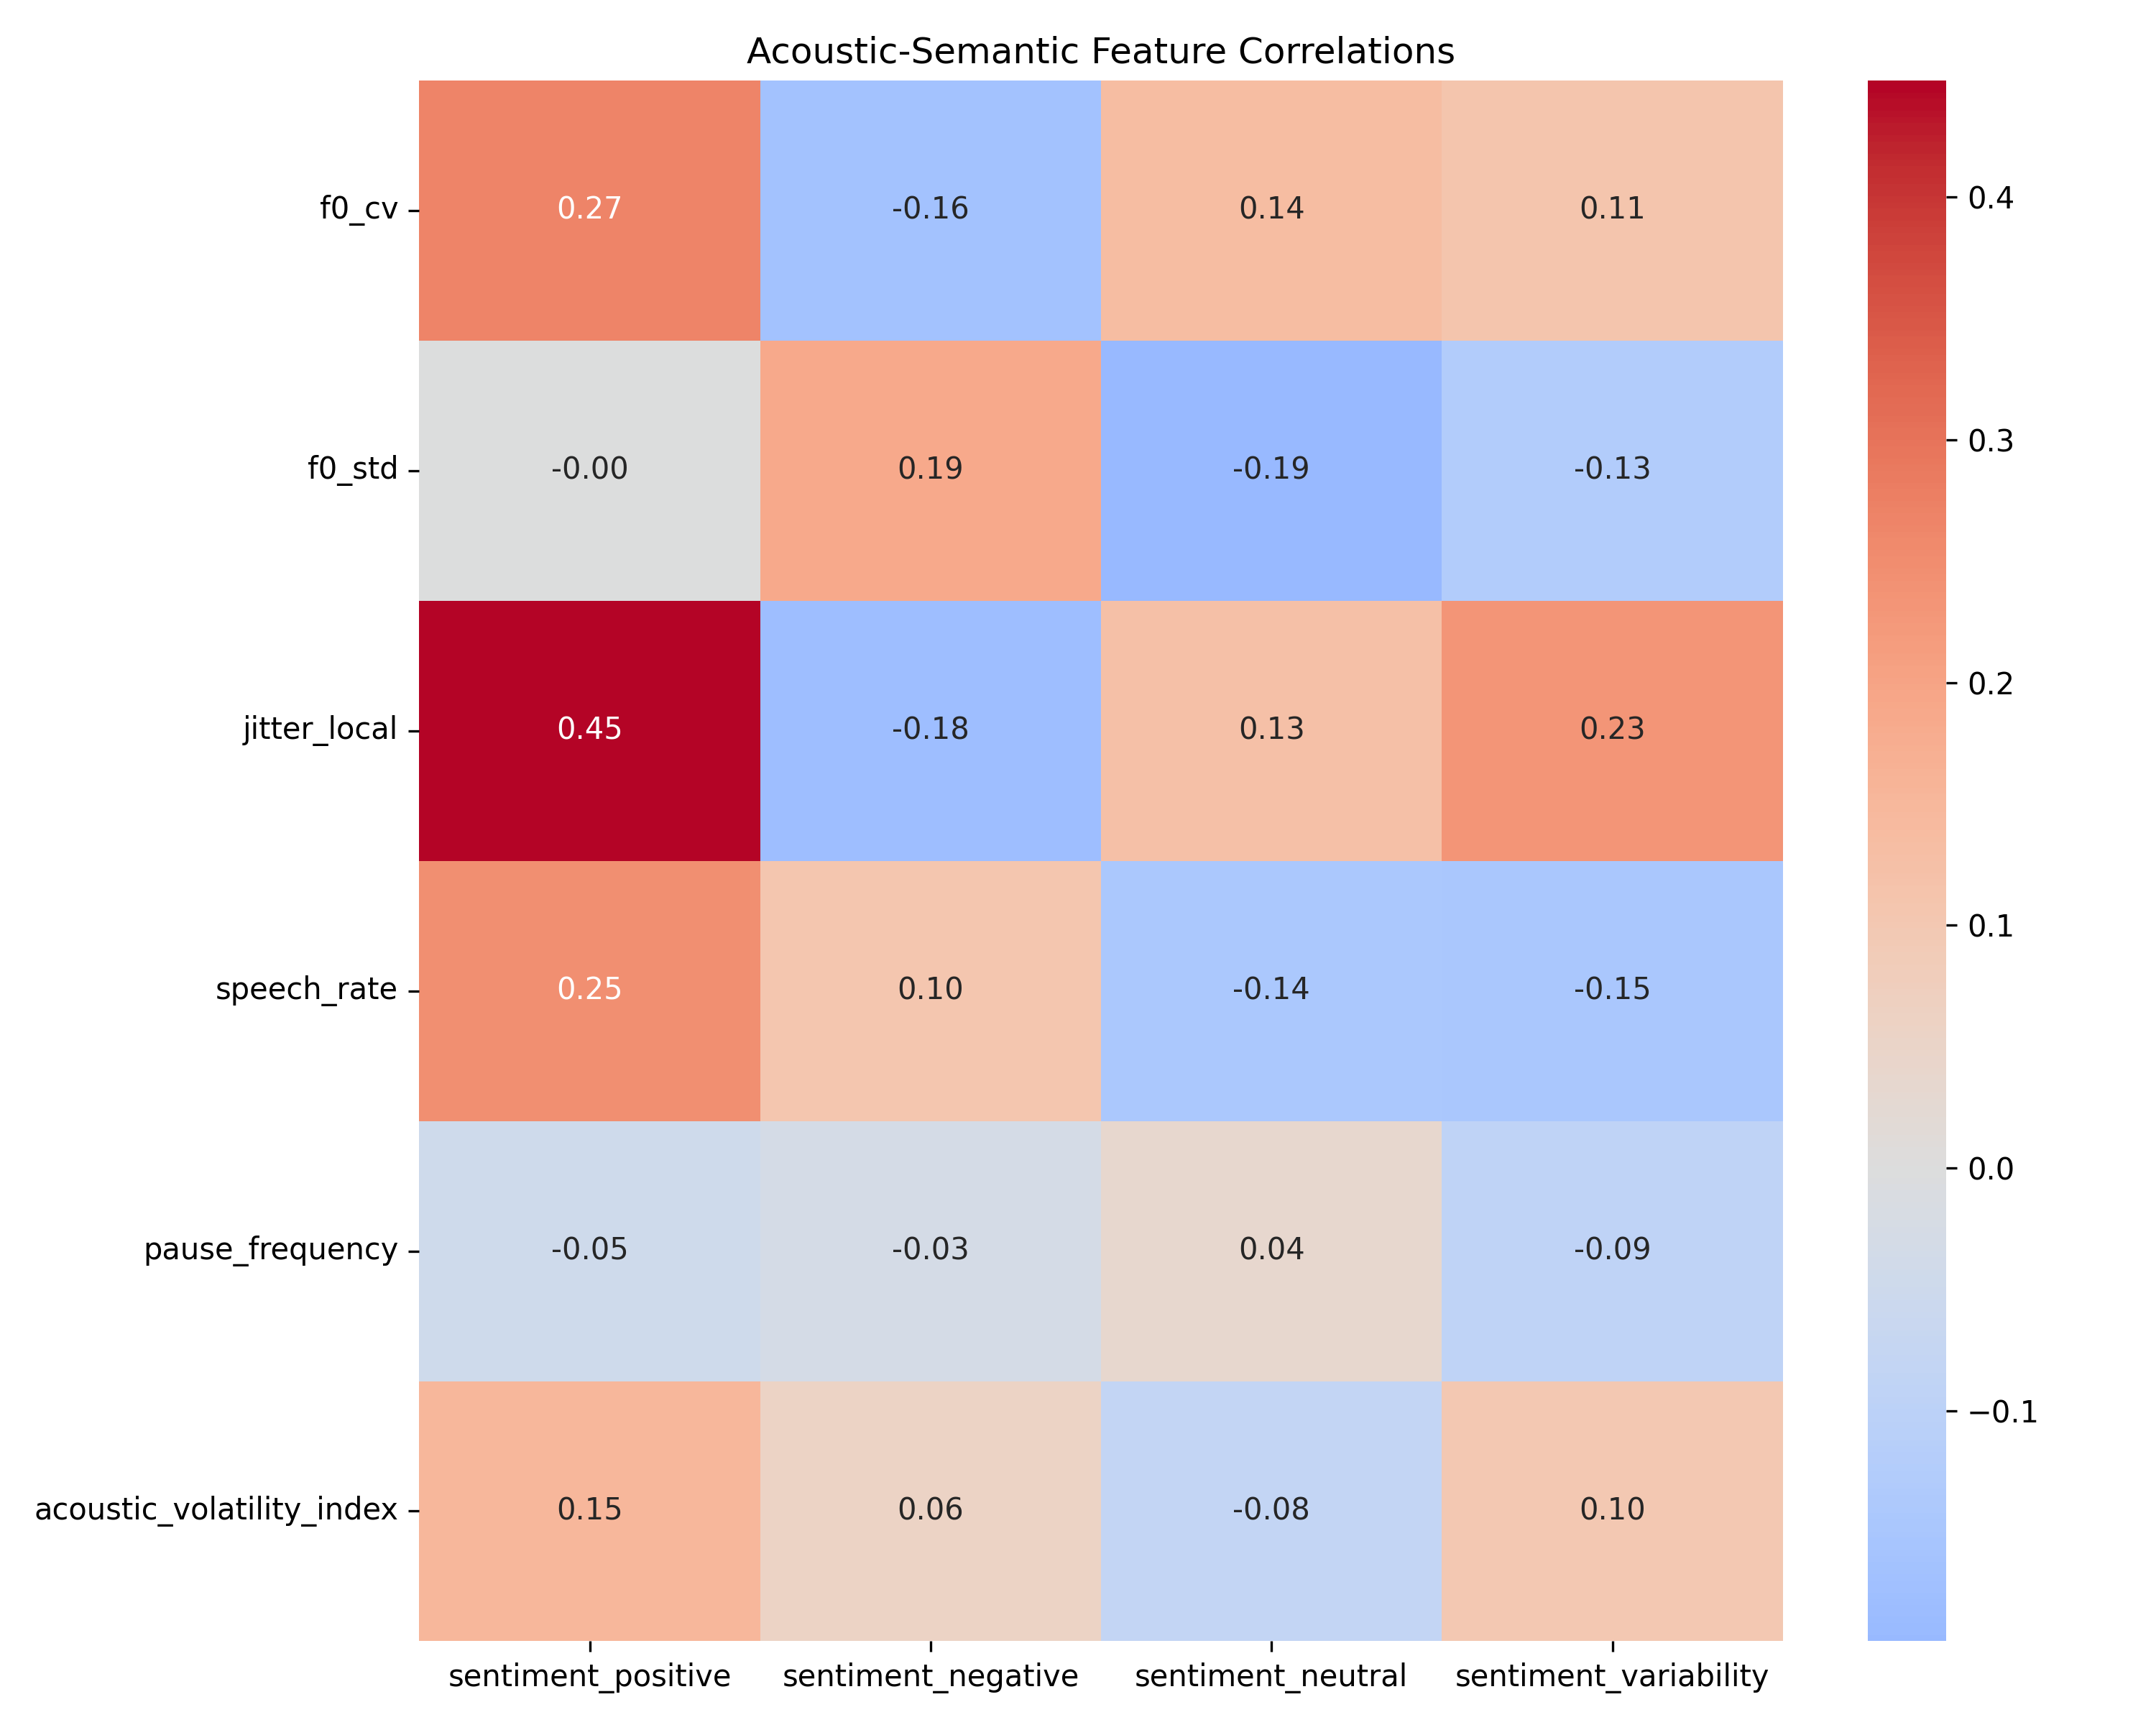 Acoustic-Semantic Feature Correlations
f0_cv 0.27 -0.16 0.14 0.11
f0_std -0.00 0.19 -0.19 -0.13
jitter_local 0.45 -0.18 0.13 0.23
speech_rate 0.25 0.10 -0.14 -0.15
pause_frequency -0.05 -0.03 0.04 -0.09
acoustic_volatility_index 0.15 0.06 -0.08 0.10
sentiment_positive sentiment_negative sentiment_neutral sentiment_variability
0.4
0.3
0.2
0.1
0.0
−0.1